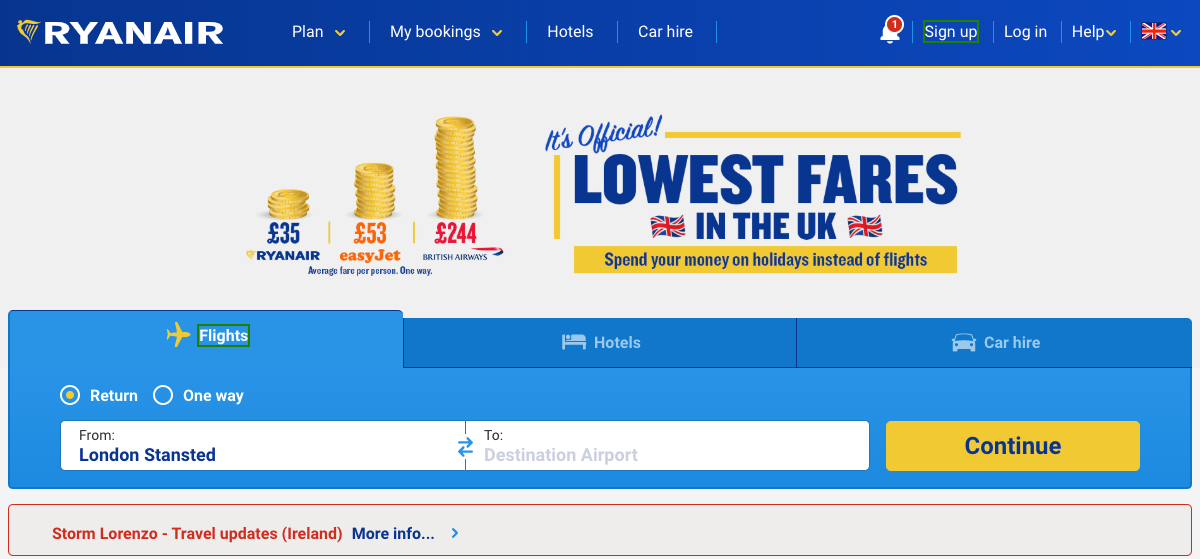 RYANAIR
Plan
My bookings
Hotels
Car hire
1
Sign up
Log in
Help
It's Official!
LOWEST FARES
IN THE UK
Spend your money on holidays instead of flights
£35
£53
£244
RYANAIR
easyJet
BRITISH AIRWAYS
Average fare per person. One way.
Flights
Hotels
Car hire
Return
One way
From:
London Stansted
To:
Destination Airport
Continue
Storm Lorenzo - Travel updates (Ireland) More info...